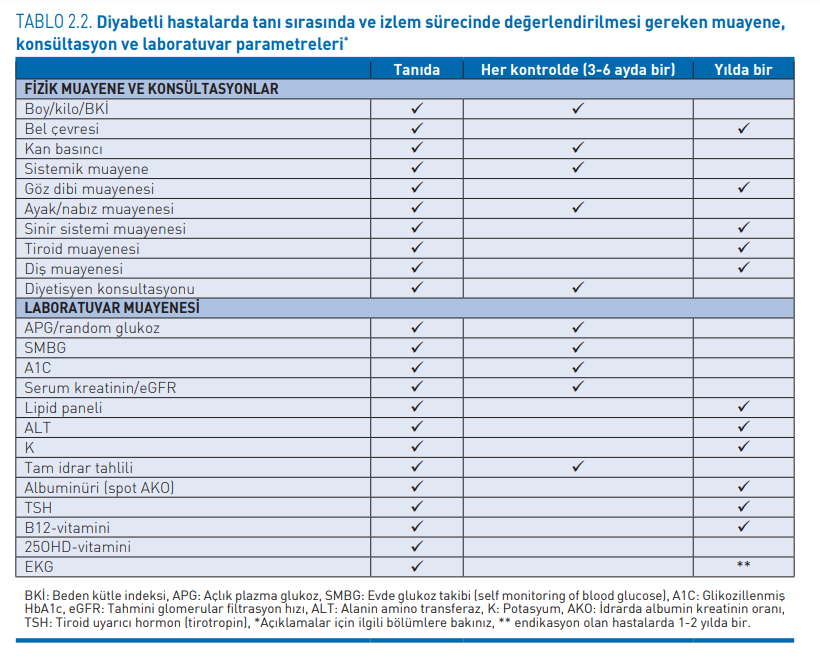 TABLO 2.2. Diyabetli hastalarda tanı sırasında ve izlem sürecinde değerlendirilmesi gereken muayene,
konsültasyon ve laboratuvar parametreleri*
Tanıda Her kontrolde (3-6 ayda bir) Yılda bir
FİZİK MUAYENE VE KONSÜLTASYONLAR
Boy/kilo/BKİ ✓ ✓
Bel çevresi ✓ ✓
Kan basıncı ✓ ✓
Sistemik muayene ✓ ✓
Göz dibi muayenesi ✓ ✓
Ayak/nabız muayenesi ✓ ✓
Sinir sistemi muayenesi ✓ ✓
Tiroid muayenesi ✓ ✓
Diş muayenesi ✓ ✓
Diyetisyen konsultasyonu ✓ ✓
LABORATUVAR MUAYENESİ
APG/random glukoz ✓ ✓
SMBG ✓ ✓
A1C ✓ ✓
Serum kreatinin/eGFR ✓ ✓
Lipid paneli ✓ ✓
ALT ✓ ✓
K ✓ ✓
Tam idrar tahlili ✓ ✓
Albuminüri (spot AKO) ✓ ✓
TSH ✓ ✓
B12-vitamini ✓ ✓
25OHD-vitamini ✓
EKG ✓ **
BKİ: Beden kütle indeksi, APG: Açlık plazma glukoz, SMBG: Evde glukoz takibi (self monitoring of blood glucose), A1C: Glikozillenmiş
HbA1c, eGFR: Tahmini glomerular filtrasyon hızı, ALT: Alanin amino transferaz, K: Potasyum, AKO: İdrarda albumin kreatinin oranı,
TSH: Tiroid uyarıcı hormon (tirotropin), *Açıklamalar için ilgili bölümlere bakınız, ** endikasyon olan hastalarda 1-2 yılda bir.